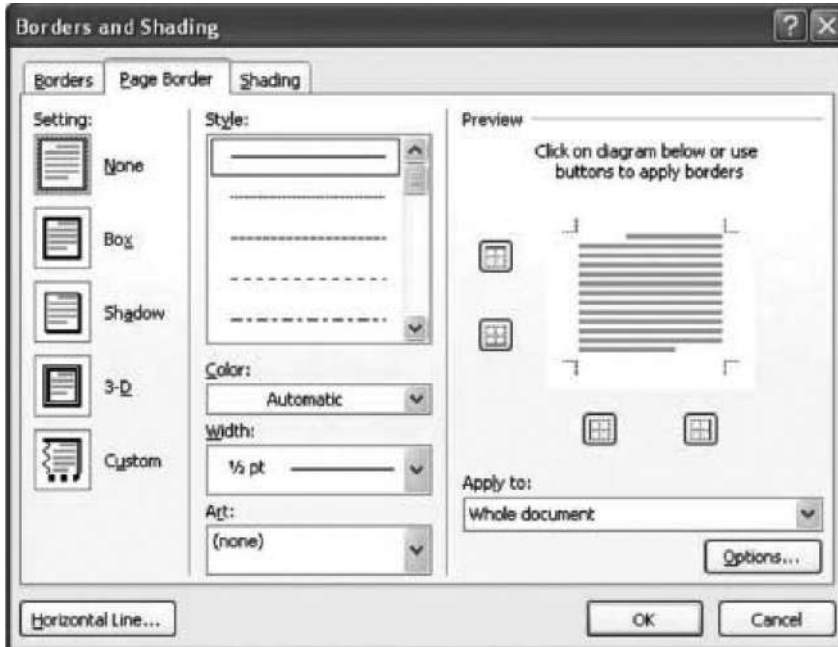 Borders and Shading
Borders
Page Border
Shading
Setting:
None
Box
Shadow
3-D
Custom
Style:
Color:
Automatic
Width:
½ pt
Art:
(none)
Preview
Click on diagram below or use
buttons to apply borders
Apply to:
Whole document
Options...
Horizontal Line...
OK
Cancel